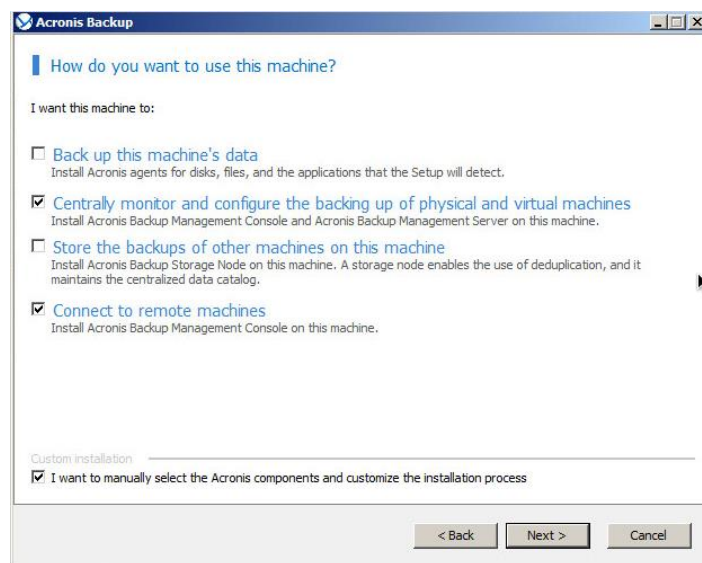 Acronis Backup
How do you want to use this machine?
I want this machine to:
Back up this machine's data
Install Acronis agents for disks, files, and the applications that the Setup will detect.
Centrally monitor and configure the backing up of physical and virtual machines
Install Acronis Backup Management Console and Acronis Backup Management Server on this machine.
Store the backups of other machines on this machine
Install Acronis Backup Storage Node on this machine. A storage node enables the use of deduplication, and it
maintains the centralized data catalog.
Connect to remote machines
Install Acronis Backup Management Console on this machine.
Custom installation
I want to manually select the Acronis components and customize the installation process
< Back Next > Cancel